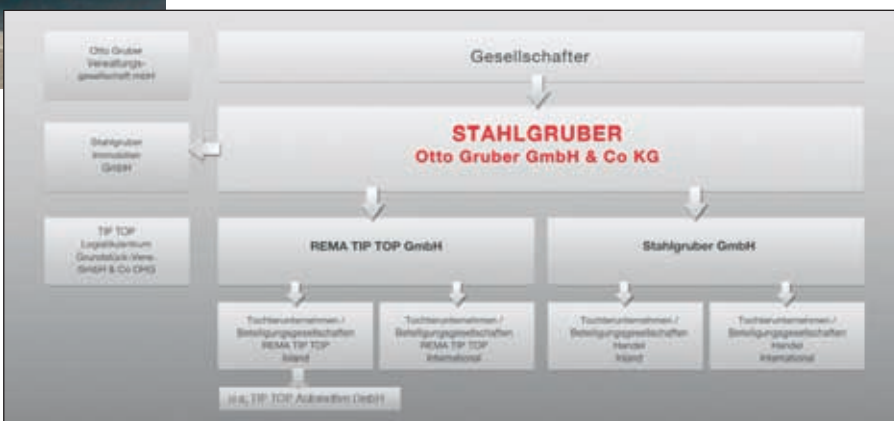 Otto Gruber
Verwaltungs-
gesellschaft mbH
Gesellschafter
STAHLGRUBER
Otto Gruber GmbH & Co KG
Stahlgruber
Immobilien
GmbH
TIP TOP
Logistikzentrum
Grundstück-Verw.
GmbH & Co OHG
REMA TIP TOP GmbH
Stahlgruber GmbH
Tochterunternehmen /
Beteiligungsgesellschaften
REMA TIP TOP
Inland
Tochterunternehmen /
Beteiligungsgesellschaften
REMA TIP TOP
International
Tochterunternehmen /
Beteiligungsgesellschaften
Handel
Inland
Tochterunternehmen /
Beteiligungsgesellschaften
Handel
International
u.a. TIP TOP Automotive GmbH